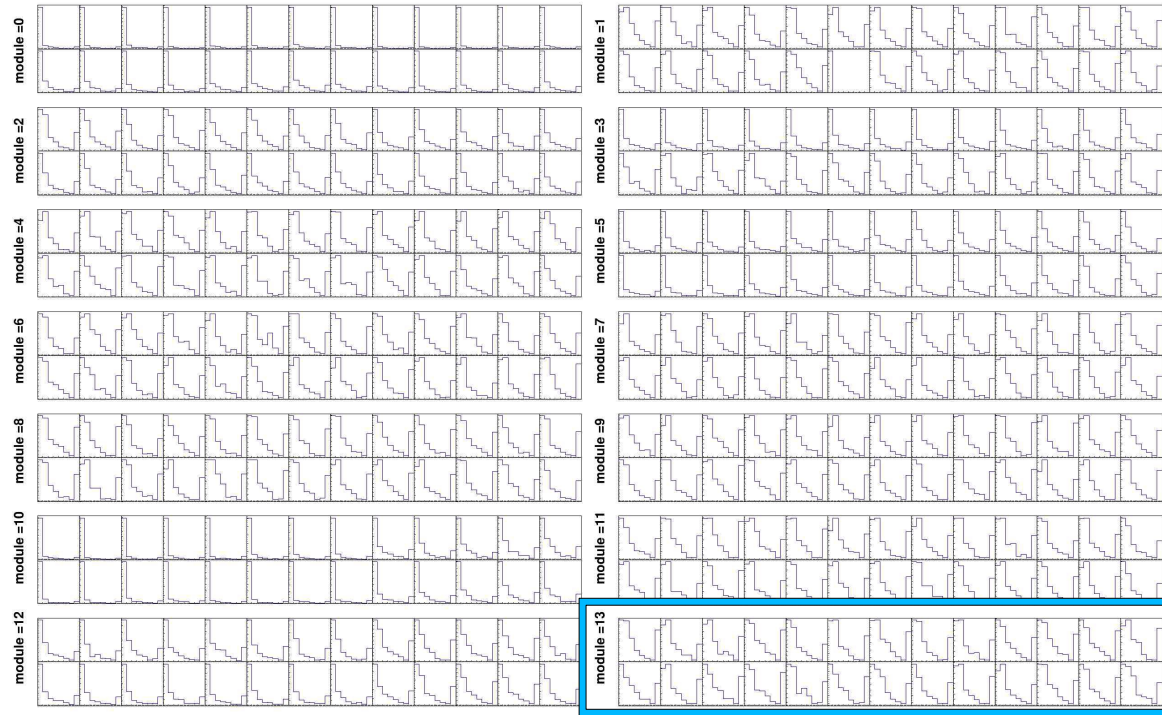 module =0
module =1
module =2
module =3
module =4
module =5
module =6
module =7
module =8
module =9
module =10
module =11
module =12
module =13